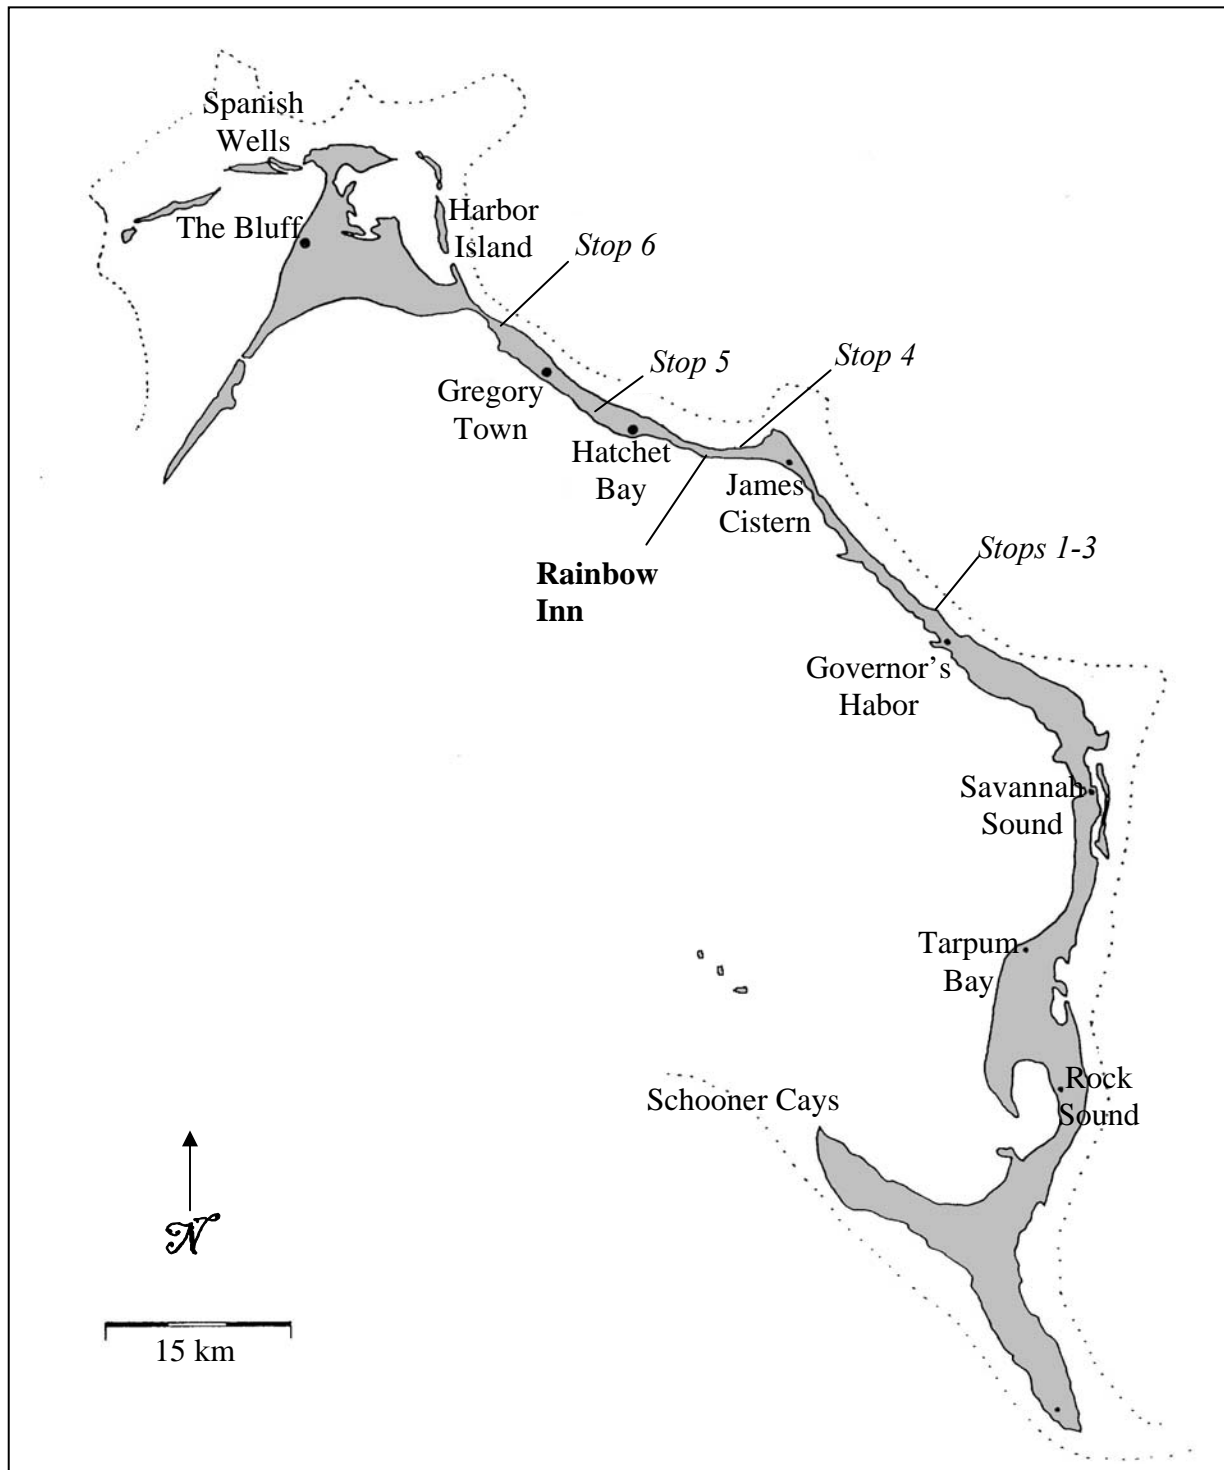 Spanish
Wells
The Bluff
Harbor
Island
Stop 6
Stop 5
Stop 4
Gregory
Town
Hatchet
Bay
James
Cistern
Rainbow
Inn
Stops 1-3
Governor's
Habor
Savannah
Sound
Tarpum
Bay
Rock
Sound
Schooner Cays
N
15 km